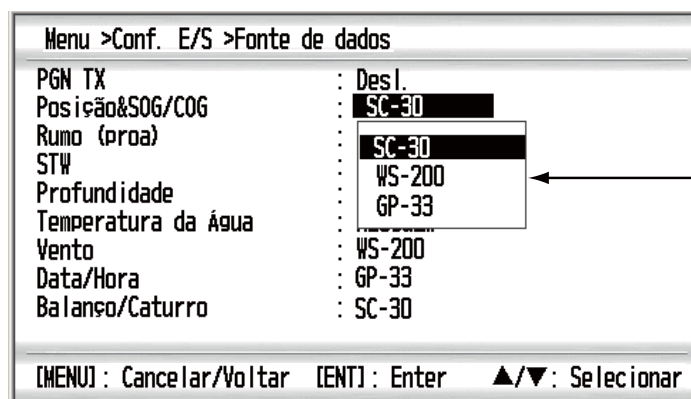 Menu >Conf. E/S >Fonte de dados
PGN TX : Desl.
Posição&SOG/COG : SC-30
Rumo (proa) :
STW :
Profundidade :
Temperatura da Água :
Vento : WS-200
Data/Hora : GP-33
Balanço/Caturro : SC-30
SC-30
WS-200
GP-33
[MENU] : Cancelar/Voltar [ENT] : Enter ▲/▼: Selecionar